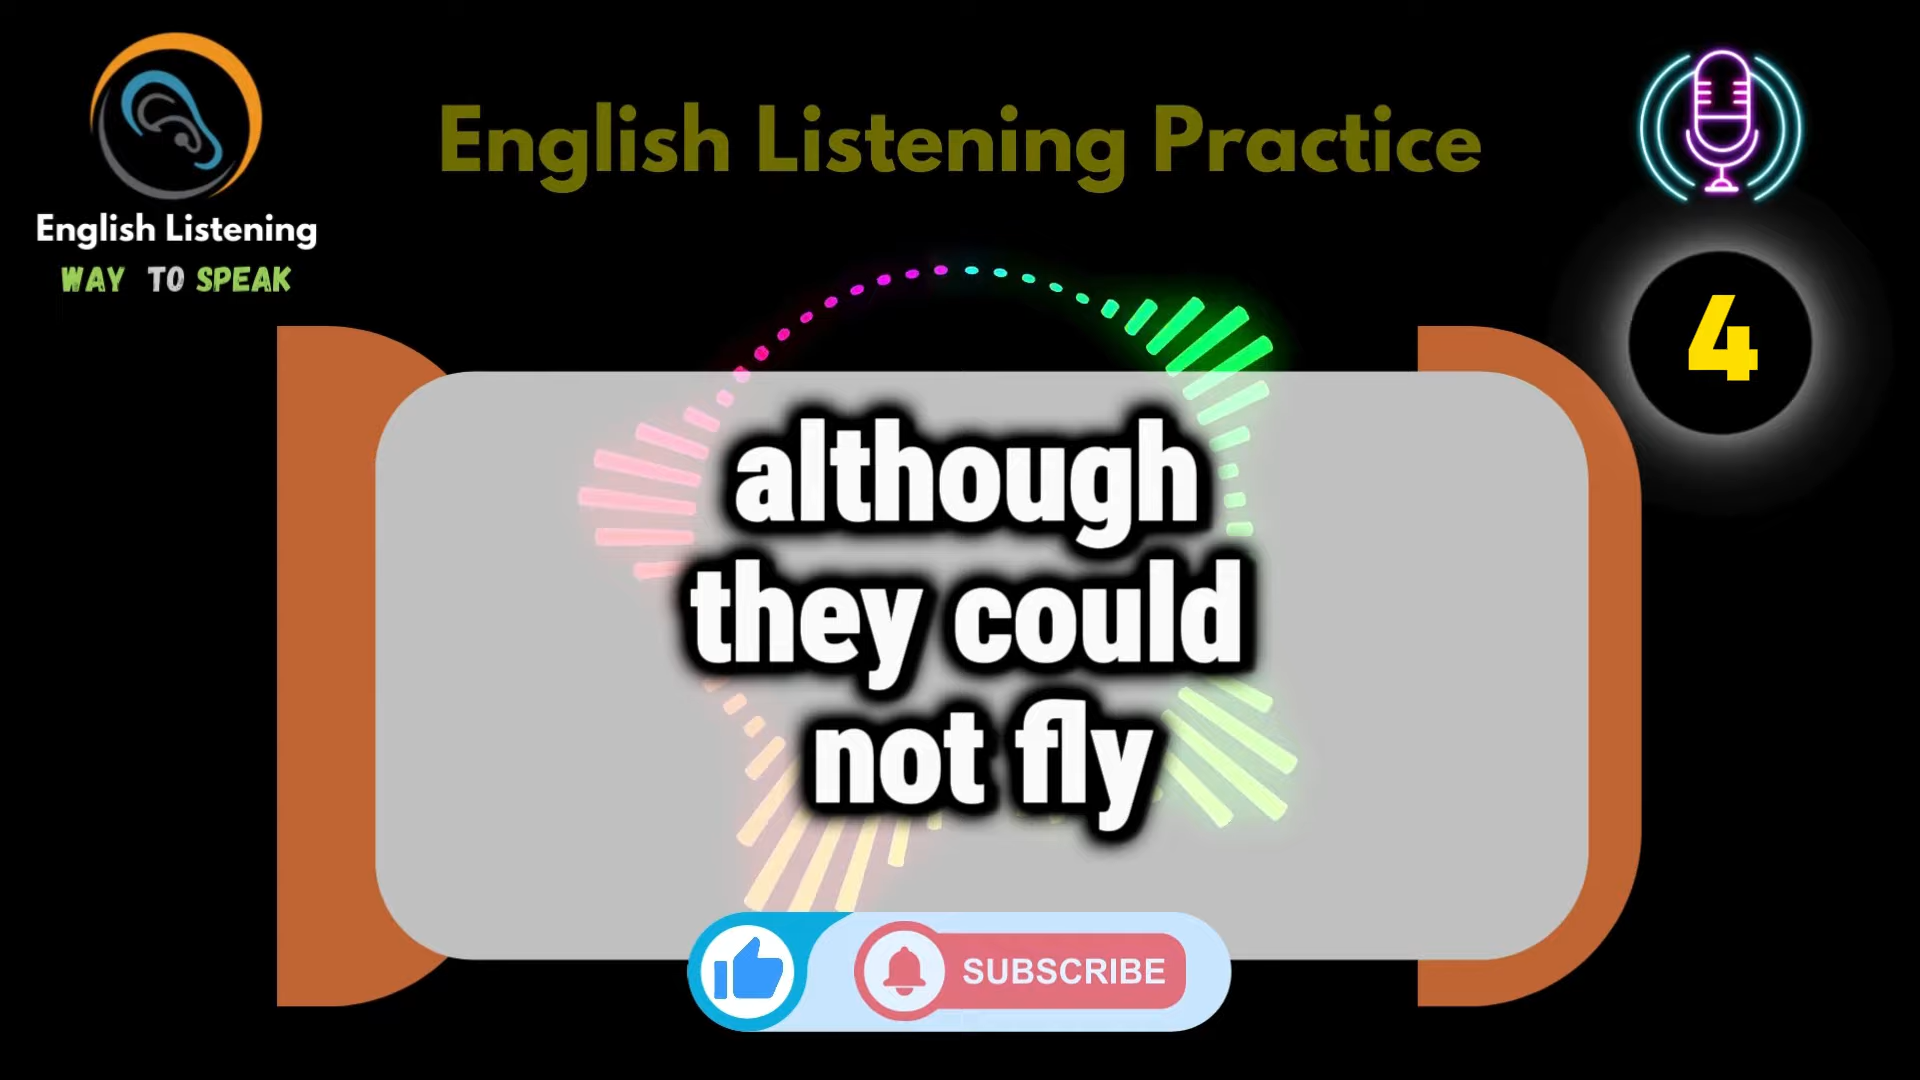 English Listening Practice
English Listening
WAY TO SPEAK
4
although
they could
not fly
SUBSCRIBE